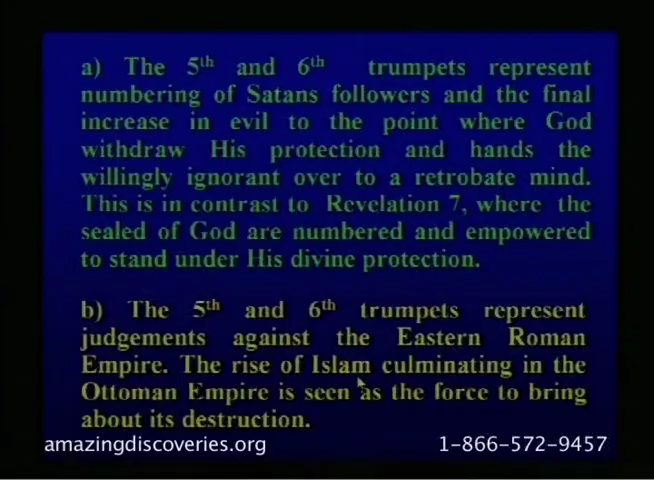 a) The 5th and 6th trumpets represent
numbering of Satans followers and the final
increase in evil to the point where God
withdraw His protection and hands the
willingly ignorant over to a retrobate mind.
This is in contrast to Revelation 7, where the
sealed of God are numbered and empowered
to stand under His divine protection.
b) The 5th and 6th trumpets represent
judgements against the Eastern Roman
Empire. The rise of Islam culminating in the
Ottoman Empire is seen as the force to bring
about its destruction.
amazingdiscoveries.org 1-866-572-9457